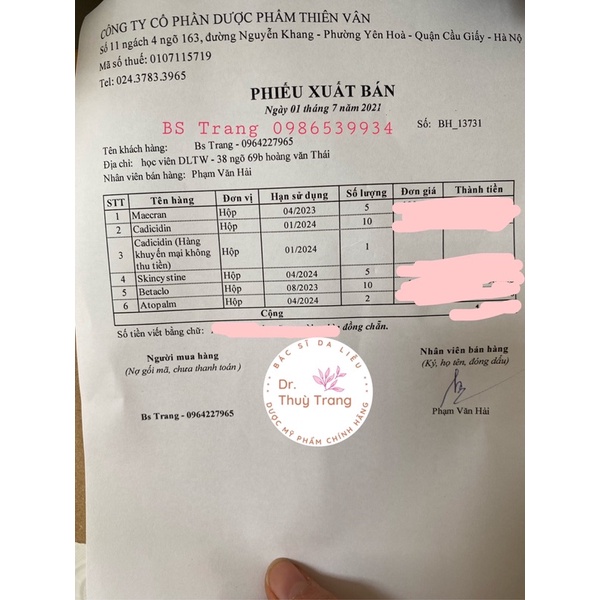 CÔNG TY CỔ PHẦN DƯỢC PHẨM THIÊN VÂN
Số 11 ngách 4 ngõ 163, đường Nguyễn Khang - Phường Yên Hoà - Quận Cầu Giấy - Hà Nộ
Mã số thuế: 0107115719
Tel: 024.3783.3965
PHIẾU XUẤT BÁN
Ngày 01 tháng 7 năm 2021
BS Trang 0986539934
Số: BH_13731
Tên khách hàng: Bs Trang - 0964227965
Địa chỉ: học viên DLTW - 38 ngõ 69b hoàng văn Thái
Nhân viên bán hàng: Phạm Văn Hải
STT Tên hàng Đơn vị Hạn sử dụng Số lượng Đơn giá Thành tiền
1 Maecran Hộp 04/2023 5
2 Cadicidin Hộp 01/2024 10
3 Cadicidin (Hàng khuyến mại không thu tiền) Hộp 01/2024 1
4 Skincystine Hộp 04/2024 5
5 Betaclo Hộp 08/2023 10
6 Atopalm Hộp 04/2024 2
Cộng
Số tiền viết bằng chữ: đồng chẵn.
Người mua hàng
(Nợ gối mã, chưa thanh toán)
Bs Trang - 0964227965
Nhân viên bán hàng
(Ký, họ tên, đóng dấu)
Phạm Văn Hải
BÁC SĨ DA LIỄU
Dr.
Thuỳ Trang
DƯỢC MỸ PHẨM CHÍNH HÃNG